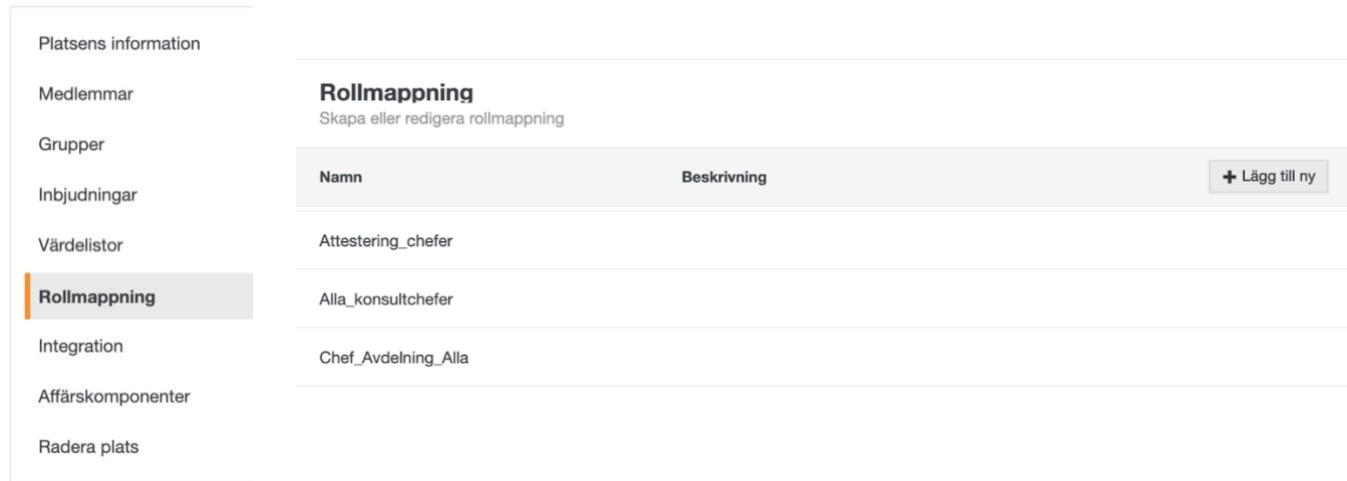 Platsens information
Medlemmar
Grupper
Inbjudningar
Värdelistor
Rollmappning
Integration
Affärskomponenter
Radera plats
Rollmappning
Skapa eller redigera rollmappning
Namn Beskrivning + Lägg till ny
Attestering_chefer
Alla_konsultchefer
Chef_Avdelning_Alla